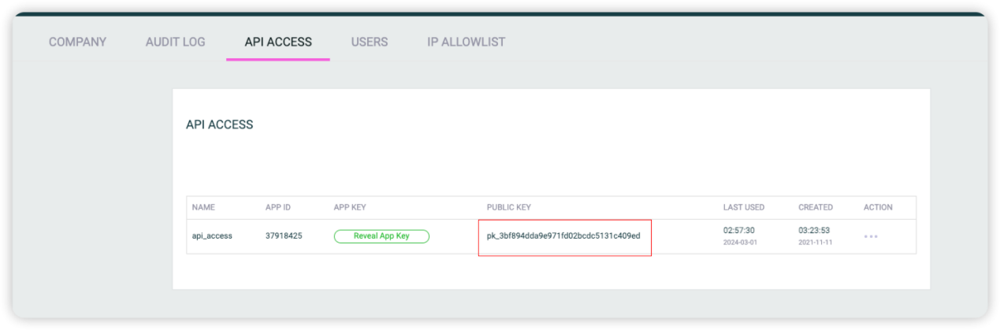 COMPANY AUDIT LOG API ACCESS USERS IP ALLOWLIST
API ACCESS
NAME APP ID APP KEY PUBLIC KEY LAST USED CREATED ACTION
api_access 37918425 Reveal App Key pk_3bf894dda9e971fd02bcdc5131c409ed 02:57:30 03:23:53
2024-03-01 2021-11-11